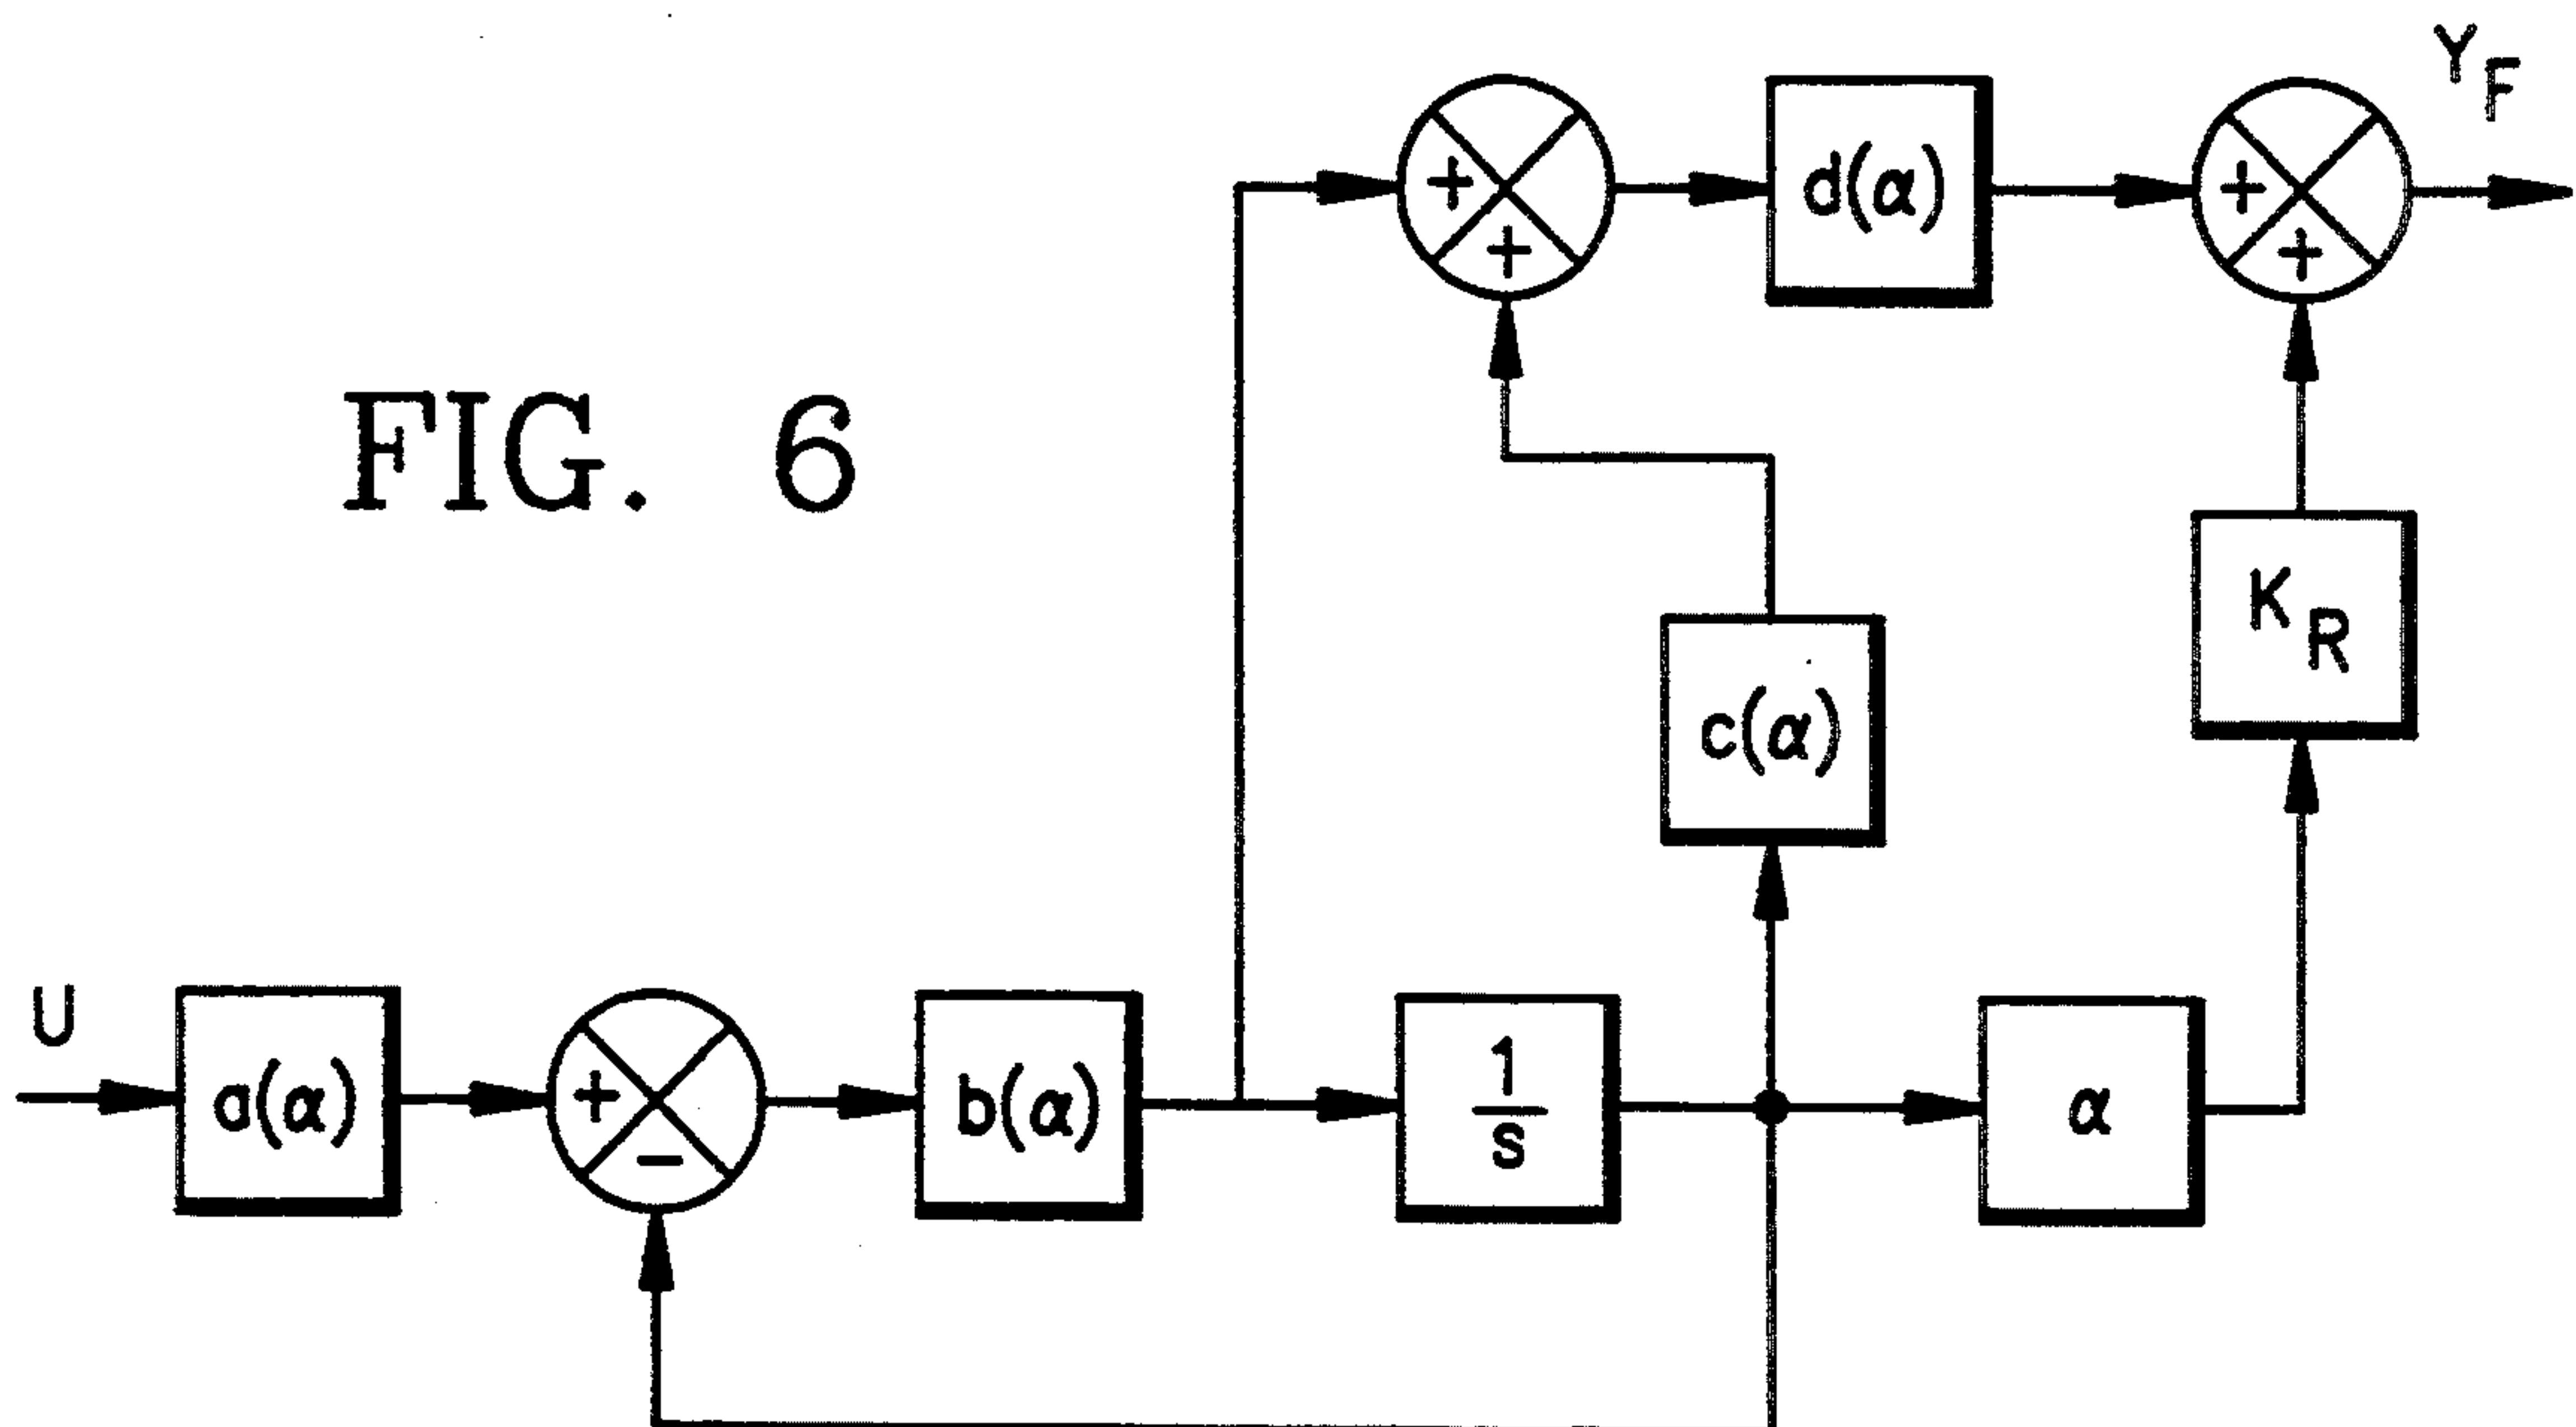 Y_F
+ + d(α) + +
FIG. 6
K_R
c(α)
U
a(α) + − b(α) 1/s α